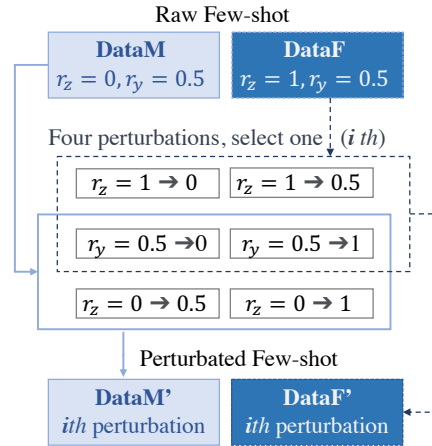 Raw Few-shot
DataM
r_z = 0, r_y = 0.5
DataF
r_z = 1, r_y = 0.5
Four perturbations, select one (i th)
r_z = 1 ➔ 0
r_z = 1 ➔ 0.5
r_y = 0.5 ➔0
r_y = 0.5 ➔1
r_z = 0 ➔ 0.5
r_z = 0 ➔ 1
Perturbated Few-shot
DataM’
ith perturbation
DataF’
ith perturbation